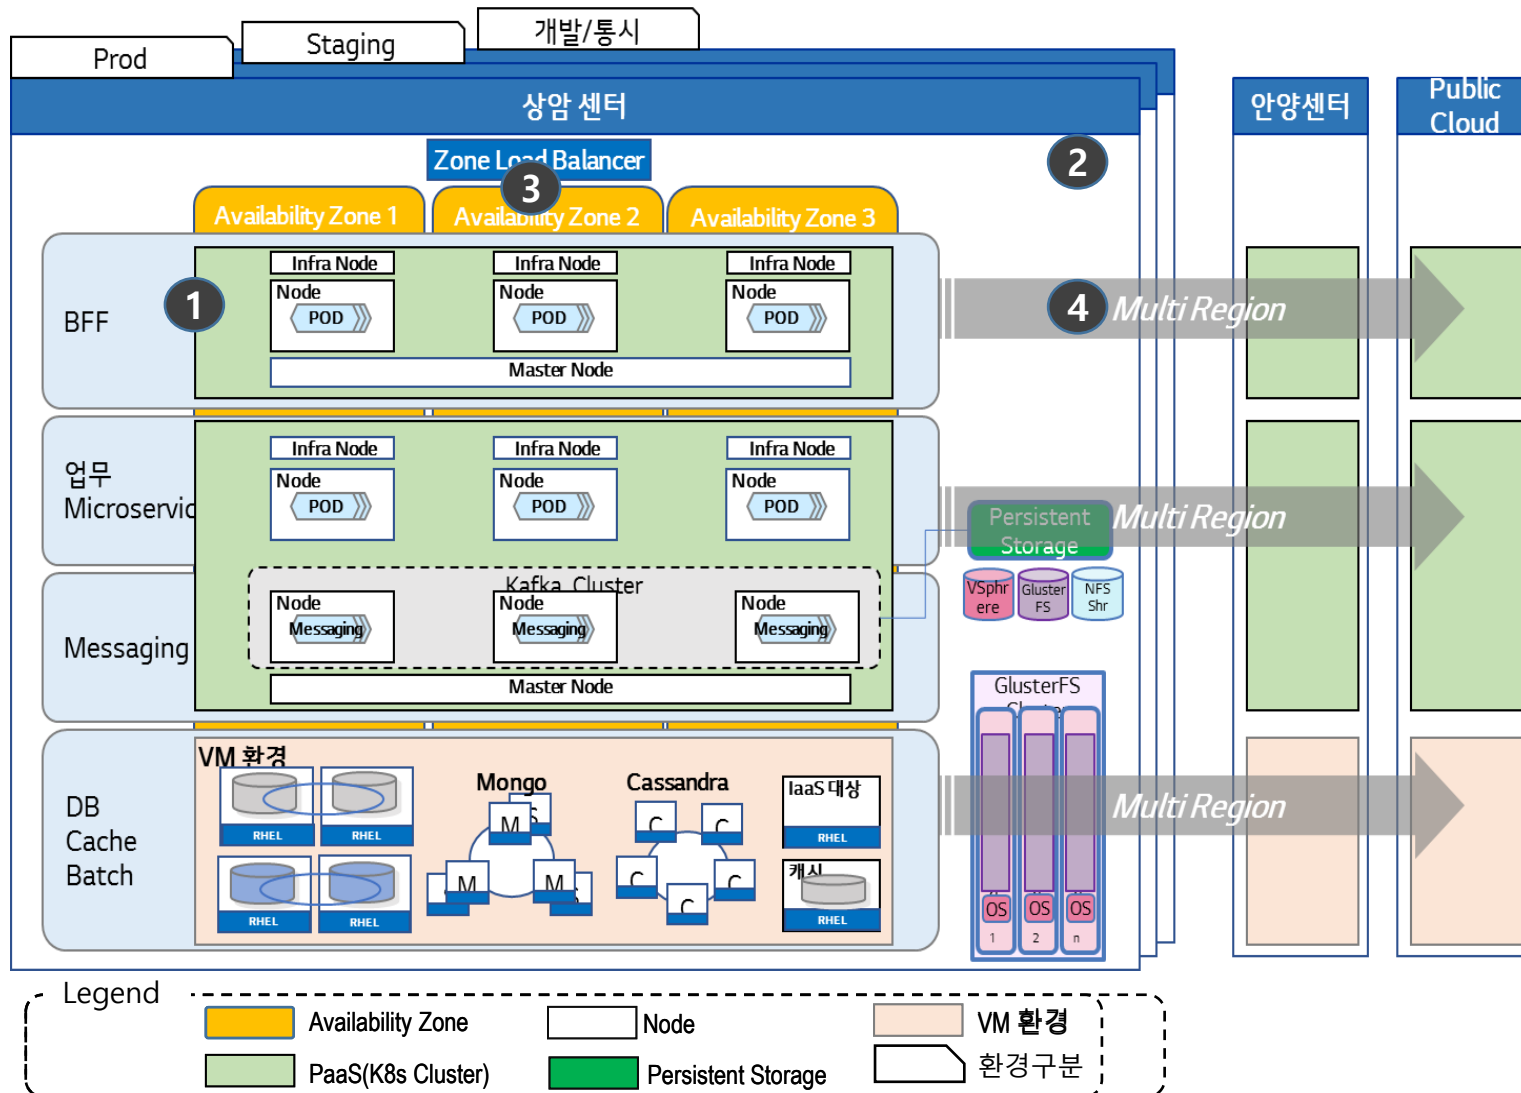 개발/통시
Staging
Prod
상암 센터
안양센터
Public
Cloud
Zone Load Balancer
2
3
Availability Zone 1
Availability Zone 2
Availability Zone 3
BFF
1
Infra Node
Infra Node
Infra Node
Node
POD
Node
POD
Node
POD
Master Node
4
Multi Region
업무
Microservic
Infra Node
Infra Node
Infra Node
Node
POD
Node
POD
Node
POD
Persistent
Storage
Multi Region
VSphr
ere
Gluster
FS
NFS
Shr
Messaging
Kafka Cluster
Node
Messaging
Node
Messaging
Node
Messaging
Master Node
GlusterFS
OS
1
OS
2
OS
n
DB
Cache
Batch
VM 환경
RHEL
RHEL
RHEL
RHEL
Mongo
M
S
M
M
Cassandra
C
C
C
C
C
IaaS 대상
RHEL
캐시
RHEL
Multi Region
Legend
Availability Zone
Node
VM 환경
PaaS(K8s Cluster)
Persistent Storage
환경구분